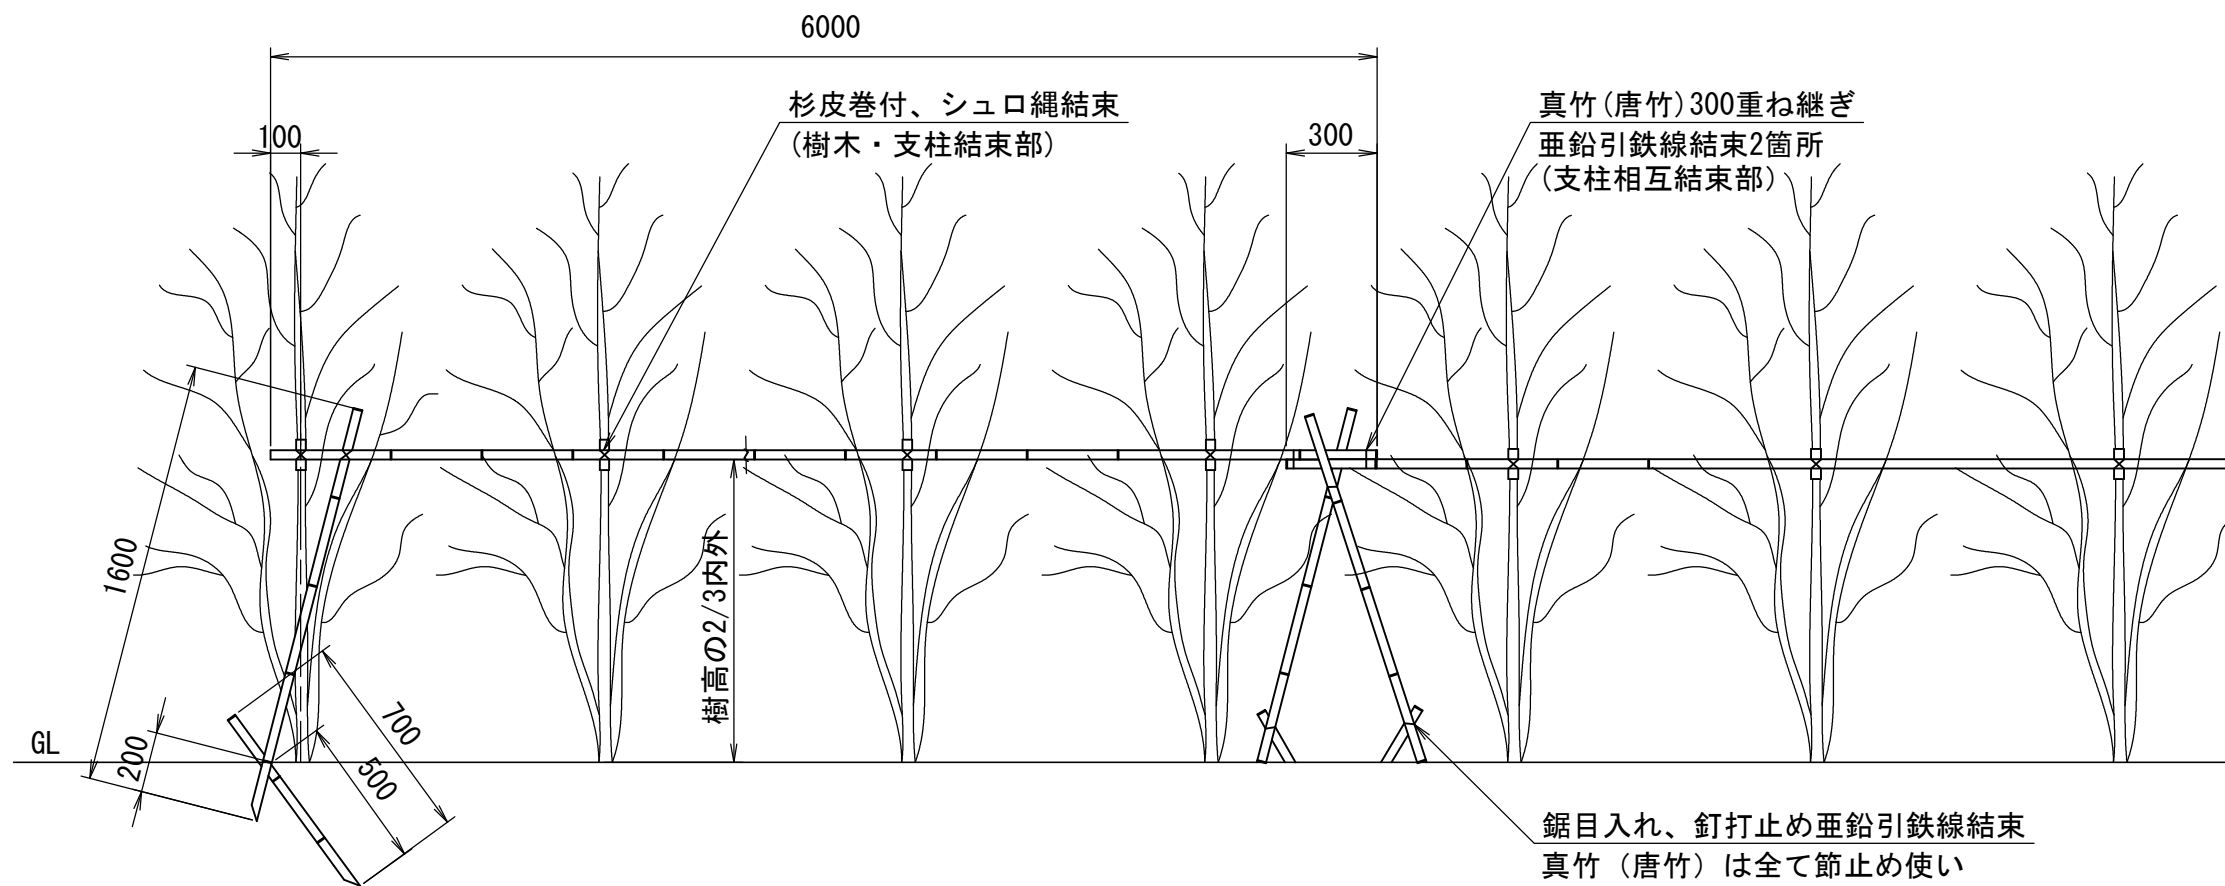 6000
杉皮巻付、シュロ縄結束
(樹木・支柱結束部)
真竹(唐竹)300重ね継ぎ
亜鉛引鉄線結束2箇所
(支柱相互結束部)
100
300
1600
樹高の2/3内外
700
500
200
GL
鋸目入れ、釘打止め亜鉛引鉄線結束
真竹（唐竹）は全て節止め使い